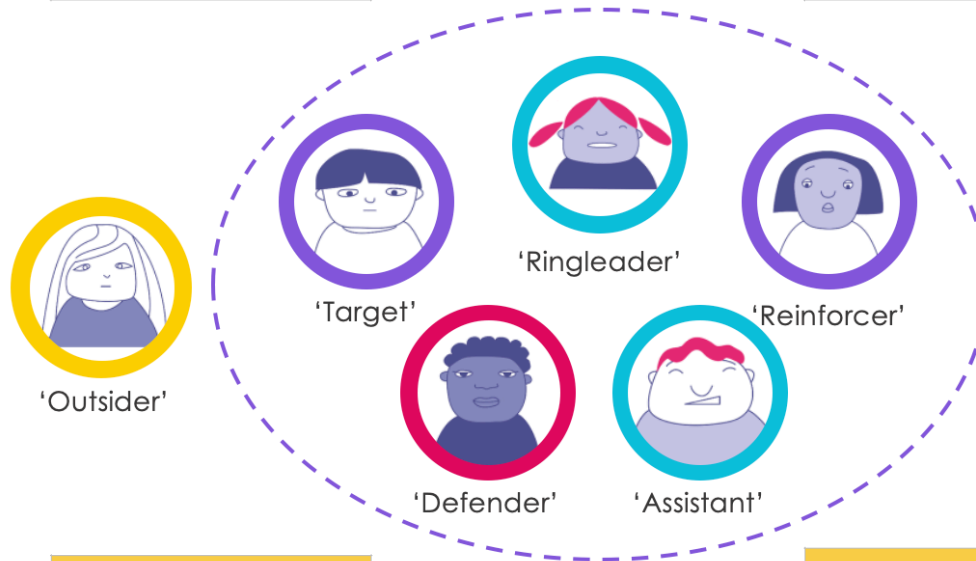 ‘Ringleader’
‘Target’
‘Reinforcer’
‘Outsider’
‘Defender’
‘Assistant’